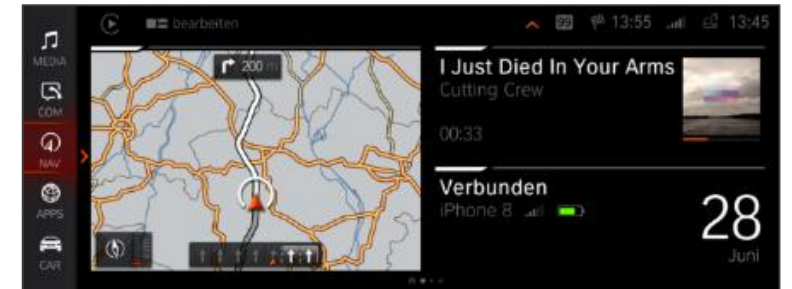 bearbeiten
99
13:55
13:45
MEDIA
COM
NAV
APPS
CAR
200 m
I Just Died In Your Arms
Cutting Crew
00:33
Verbunden
iPhone 8
28
Juni